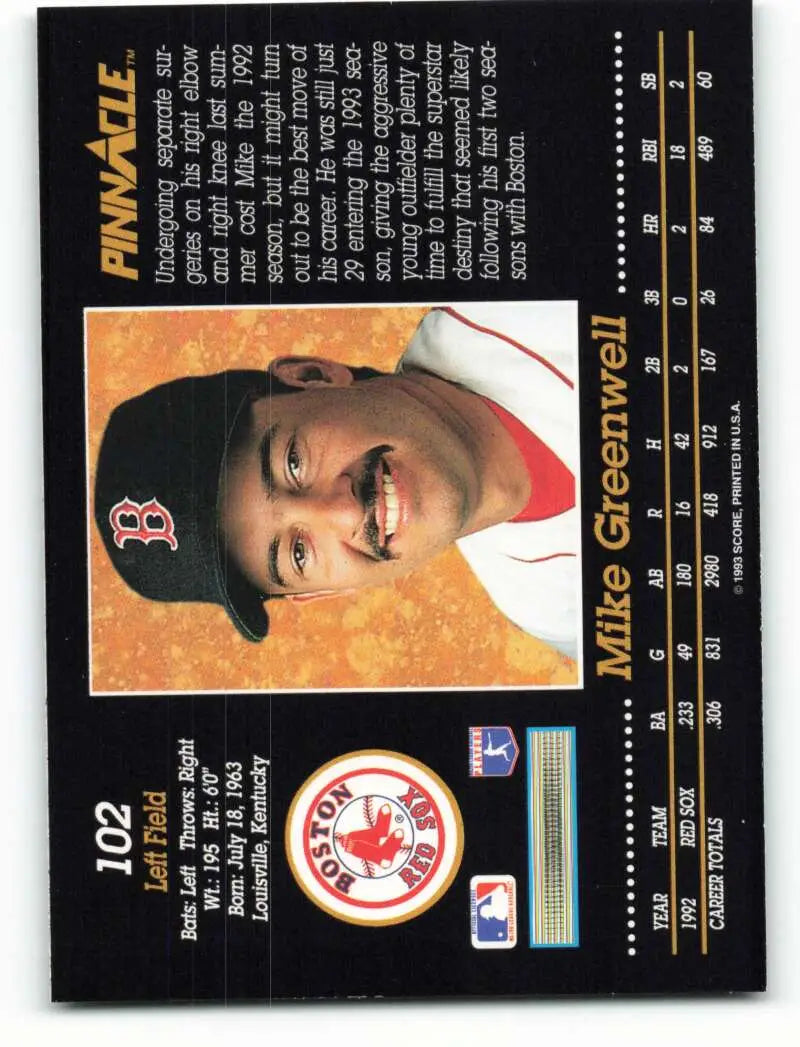 102
Left Field
Bats: Left Throws: Right
Wt.: 195 Ht.: 6'0"
Born: July 18, 1963
Louisville, Kentucky
BOSTON
RED SOX
®
PLAYERS
B
PINNACLE™
Undergoing separate sur-
geries on his right elbow
and right knee last sum-
mer cost Mike the 1992
season, but it might turn
out to be the best move of
his career. He was still just
29 entering the 1993 sea-
son, giving the aggressive
young outfielder plenty of
time to fulfill the superstar
destiny that seemed likely
following his first two sea-
sons with Boston.
Mike Greenwell
YEAR TEAM BA G AB R H 2B 3B HR RBI SB
1992 RED SOX .233 49 180 16 42 2 0 2 18 2
CAREER TOTALS .306 831 2980 418 912 167 26 84 489 60
© 1993 SCORE, PRINTED IN U.S.A.